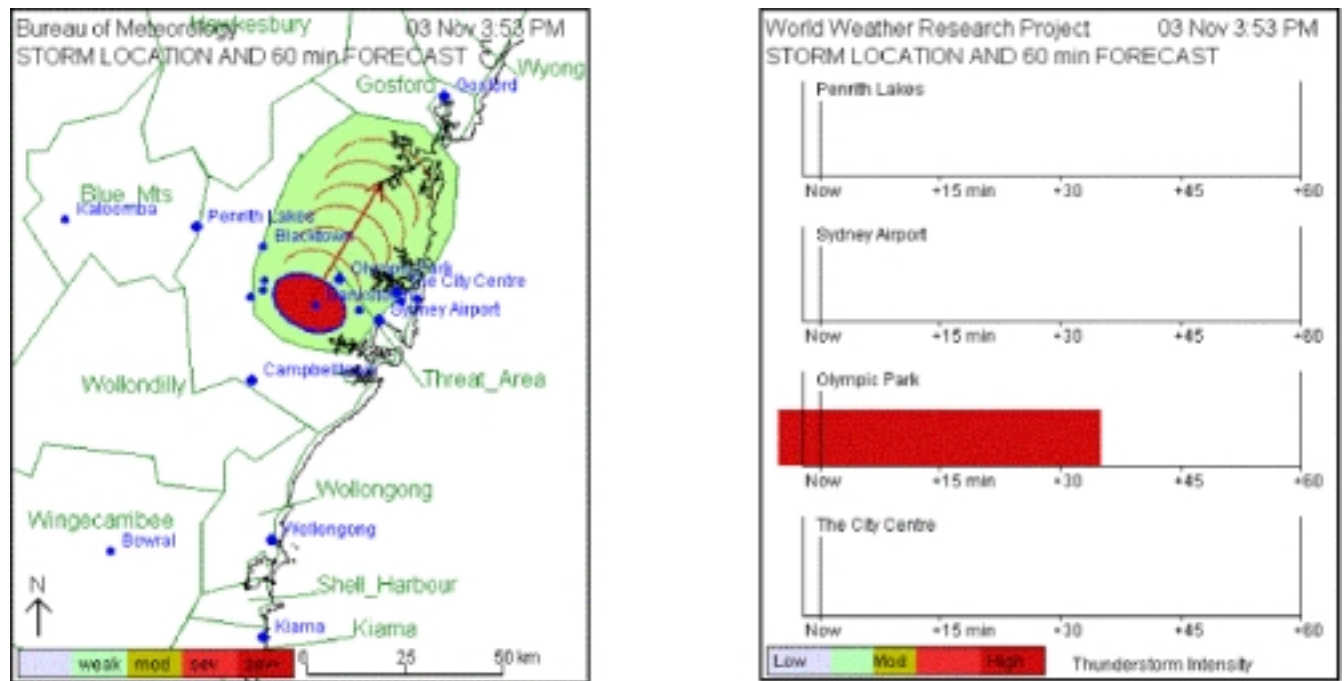 Bureau of Meteorology 03 Nov 3:53 PM
STORM LOCATION AND 60 min FORECAST
Hawkesbury
Wyong
Gosford
Gosford
Blue_Mts
Katoomba
Penrith Lakes
Blacktown
Olympic Park
The City Centre
Sydney Airport
Campbelltown
Threat_Area
Wollondilly
Wollongong
Wingecarribee
Wollongong
Bowral
N
Shell_Harbour
Kiama
Kiama
weak mod sev sev+
0 25 50 km
World Weather Research Project 03 Nov 3:53 PM
STORM LOCATION AND 60 min FORECAST
Penrith Lakes
Now +15 min +30 +45 +60
Sydney Airport
Now +15 min +30 +45 +60
Olympic Park
Now +15 min +30 +45 +60
The City Centre
Now +15 min +30 +45 +60
Low Mod High Thunderstorm Intensity